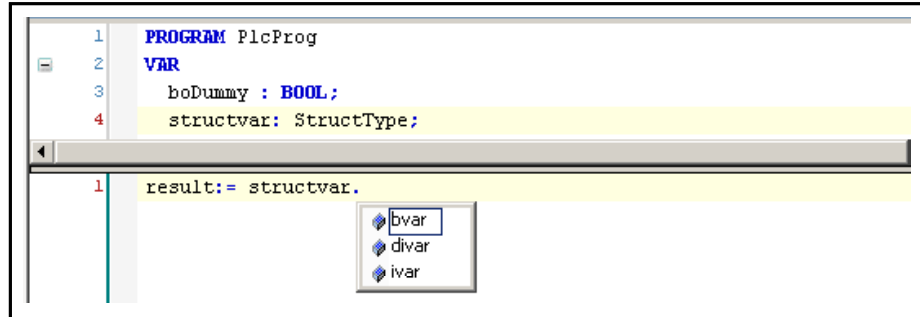 1 PROGRAM PlcProg
2 VAR
3 boDummy : BOOL;
4 structvar: StructType;
1 result:= structvar.
bvar
divar
ivar